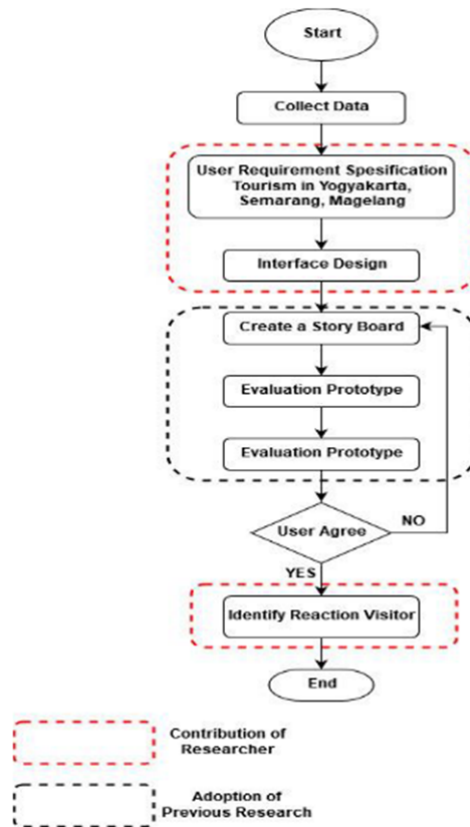 Start
Collect Data
User Requirement Spesification
Tourism in Yogyakarta,
Semarang, Magelang
Interface Design
Create a Story Board
Evaluation Prototype
Evaluation Prototype
User Agree
NO
YES
Identify Reaction Visitor
End
Contribution of
Researcher
Adoption of
Previous Research